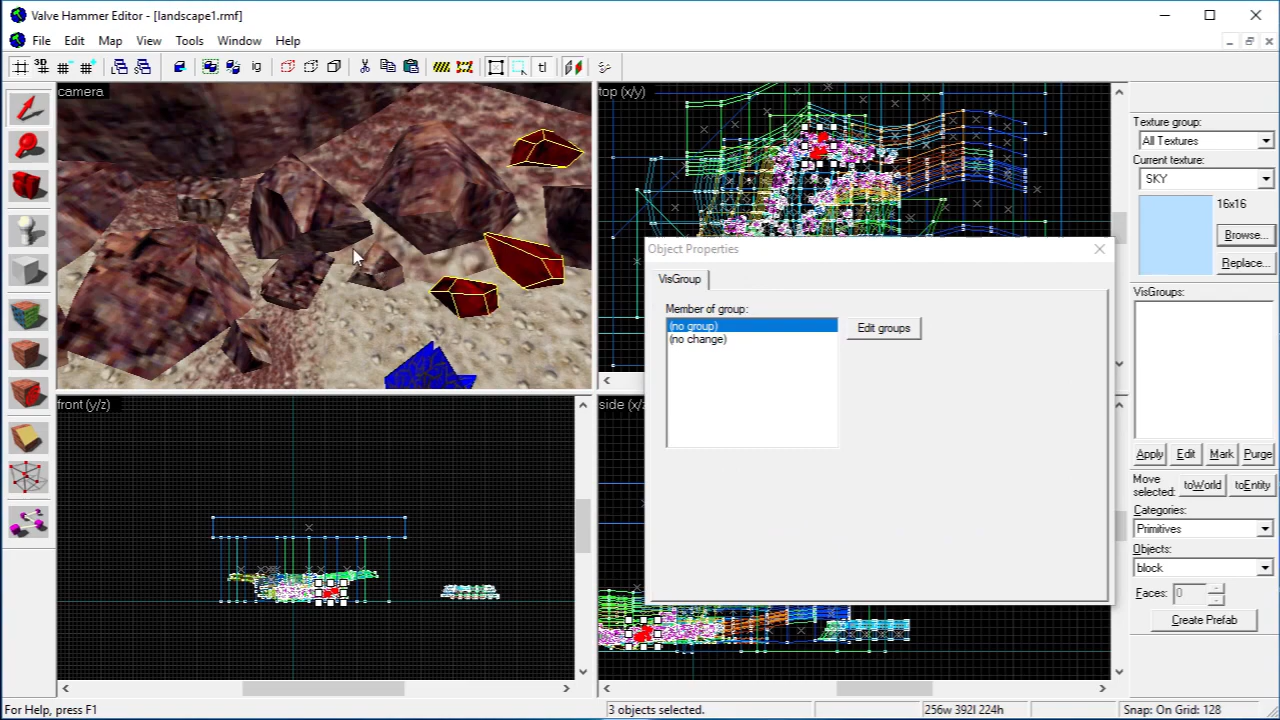 Valve Hammer Editor - [landscape1.rmf]
File Edit Map View Tools Window Help
3D
ig
tl
camera
top (x/y)
Texture group:
All Textures
Current texture:
SKY
16x16
Browse...
Replace...
Object Properties
VisGroup
Member of group:
(no group)
(no change)
Edit groups
VisGroups:
front (y/z)
side (x/z
Apply Edit Mark Purge
Move
selected:
toWorld toEntity
Categories:
Primitives
Objects:
block
Faces: 0
Create Prefab
For Help, press F1
3 objects selected.
256w 392l 224h
Snap: On Grid: 128